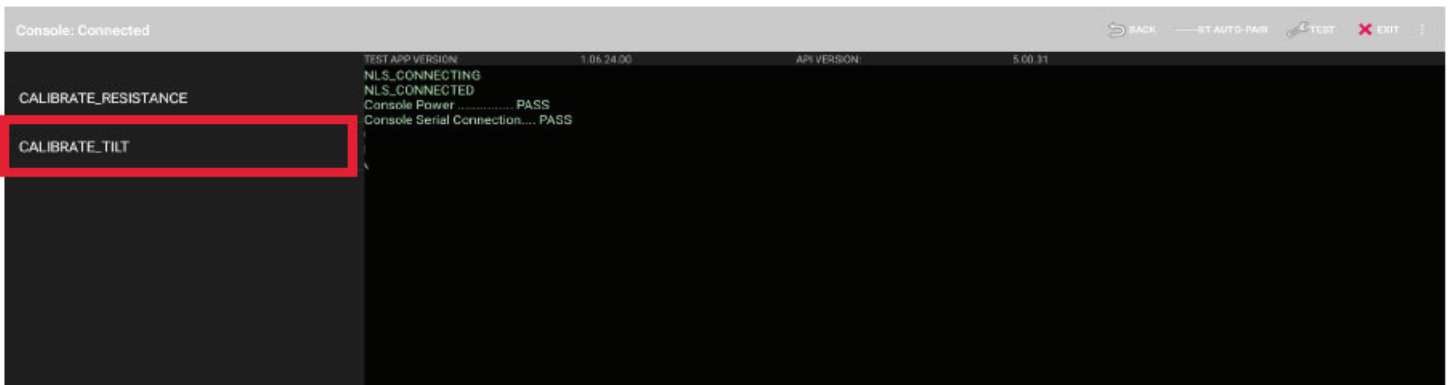 Console: Connected
BACK
BT AUTO-PAIR
TEST
EXIT
TEST APP VERSION: 1.06.24.00 API VERSION: 5.00.31
NLS_CONNECTING
NLS_CONNECTED
Console Power ............... PASS
Console Serial Connection.... PASS
CALIBRATE_RESISTANCE
CALIBRATE_TILT